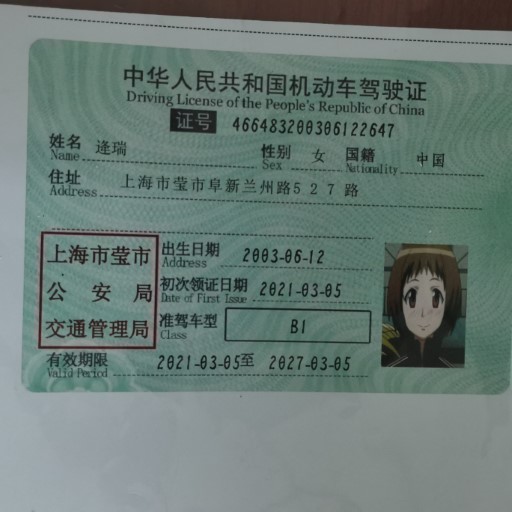 中华人民共和国机动车驾驶证
Driving License of the People's Republic of China
证号 466483200306122647
姓名 逄瑞 性别 女 国籍 中国
Name Sex Nationality
住址 上海市莹市阜新兰州路527路
Address
上海市莹市 出生日期 2003-06-12
Address
公安局 初次领证日期 2021-03-05
Date of First Issue
交通管理局 准驾车型 B1
Class
有效期限 2021-03-05至 2027-03-05
Valid Period